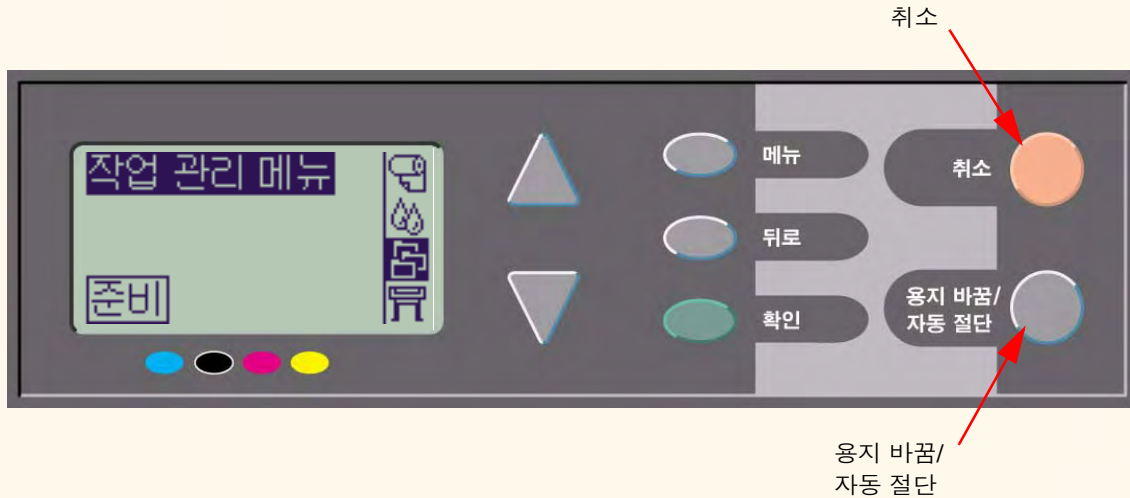 취소
작업 관리 메뉴
준비
메뉴
뒤로
확인
취소
용지 바꿈/
자동 절단
용지 바꿈/
자동 절단